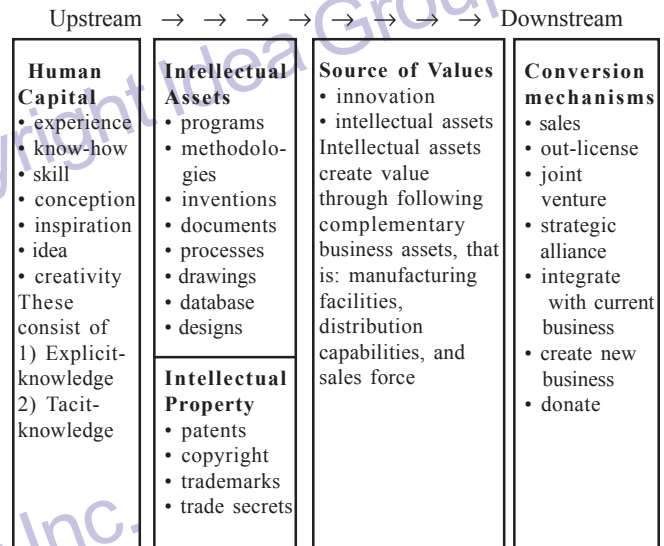 Upstream → → → → → → → → → Downstream
Human
Capital
• experience
• know-how
• skill
• conception
• inspiration
• idea
• creativity
These
consist of
1) Explicit-
knowledge
2) Tacit-
knowledge
Intellectual
Assets
• programs
• methodolo-
gies
• inventions
• documents
• processes
• drawings
• database
• designs
Intellectual
Property
• patents
• copyright
• trademarks
• trade secrets
Source of Values
• innovation
• intellectual assets
Intellectual assets
create value
through following
complementary
business assets, that
is: manufacturing
facilities,
distribution
capabilities, and
sales force
Conversion
mechanisms
• sales
• out-license
• joint
venture
• strategic
alliance
• integrate
with current
business
• create new
business
• donate
yright Idea Group
Inc.